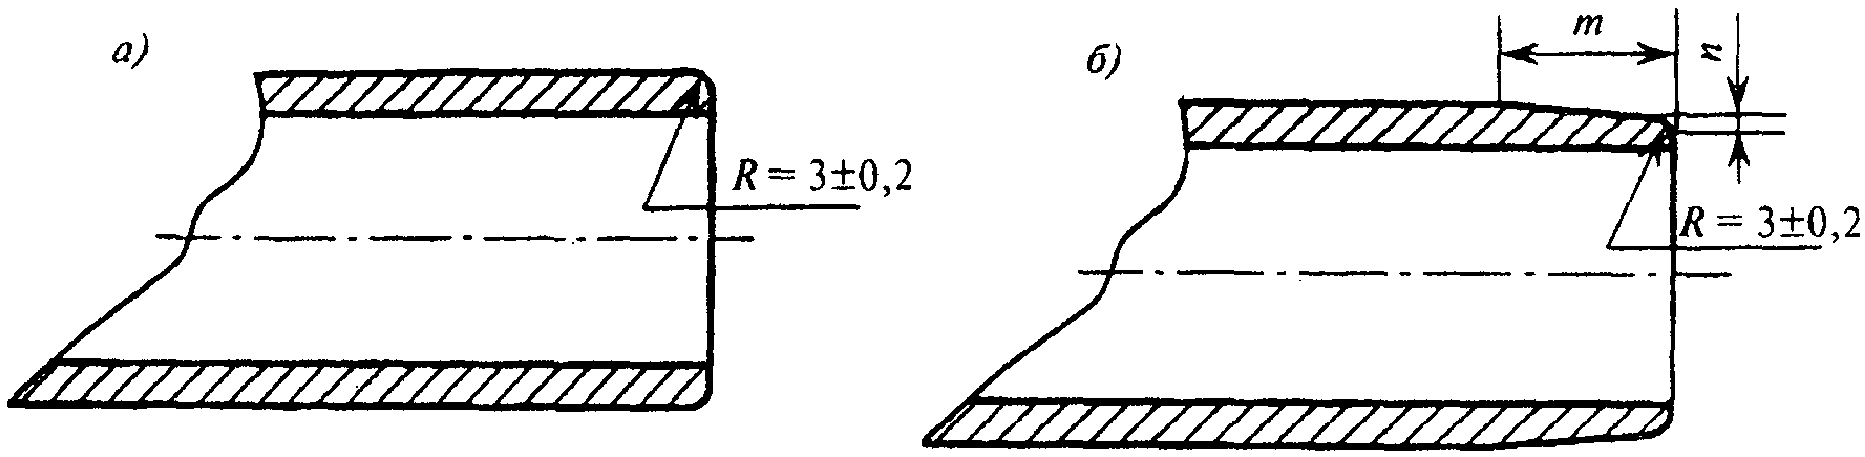 а)
R = 3±0,2
б)
m
n
R = 3±0,2